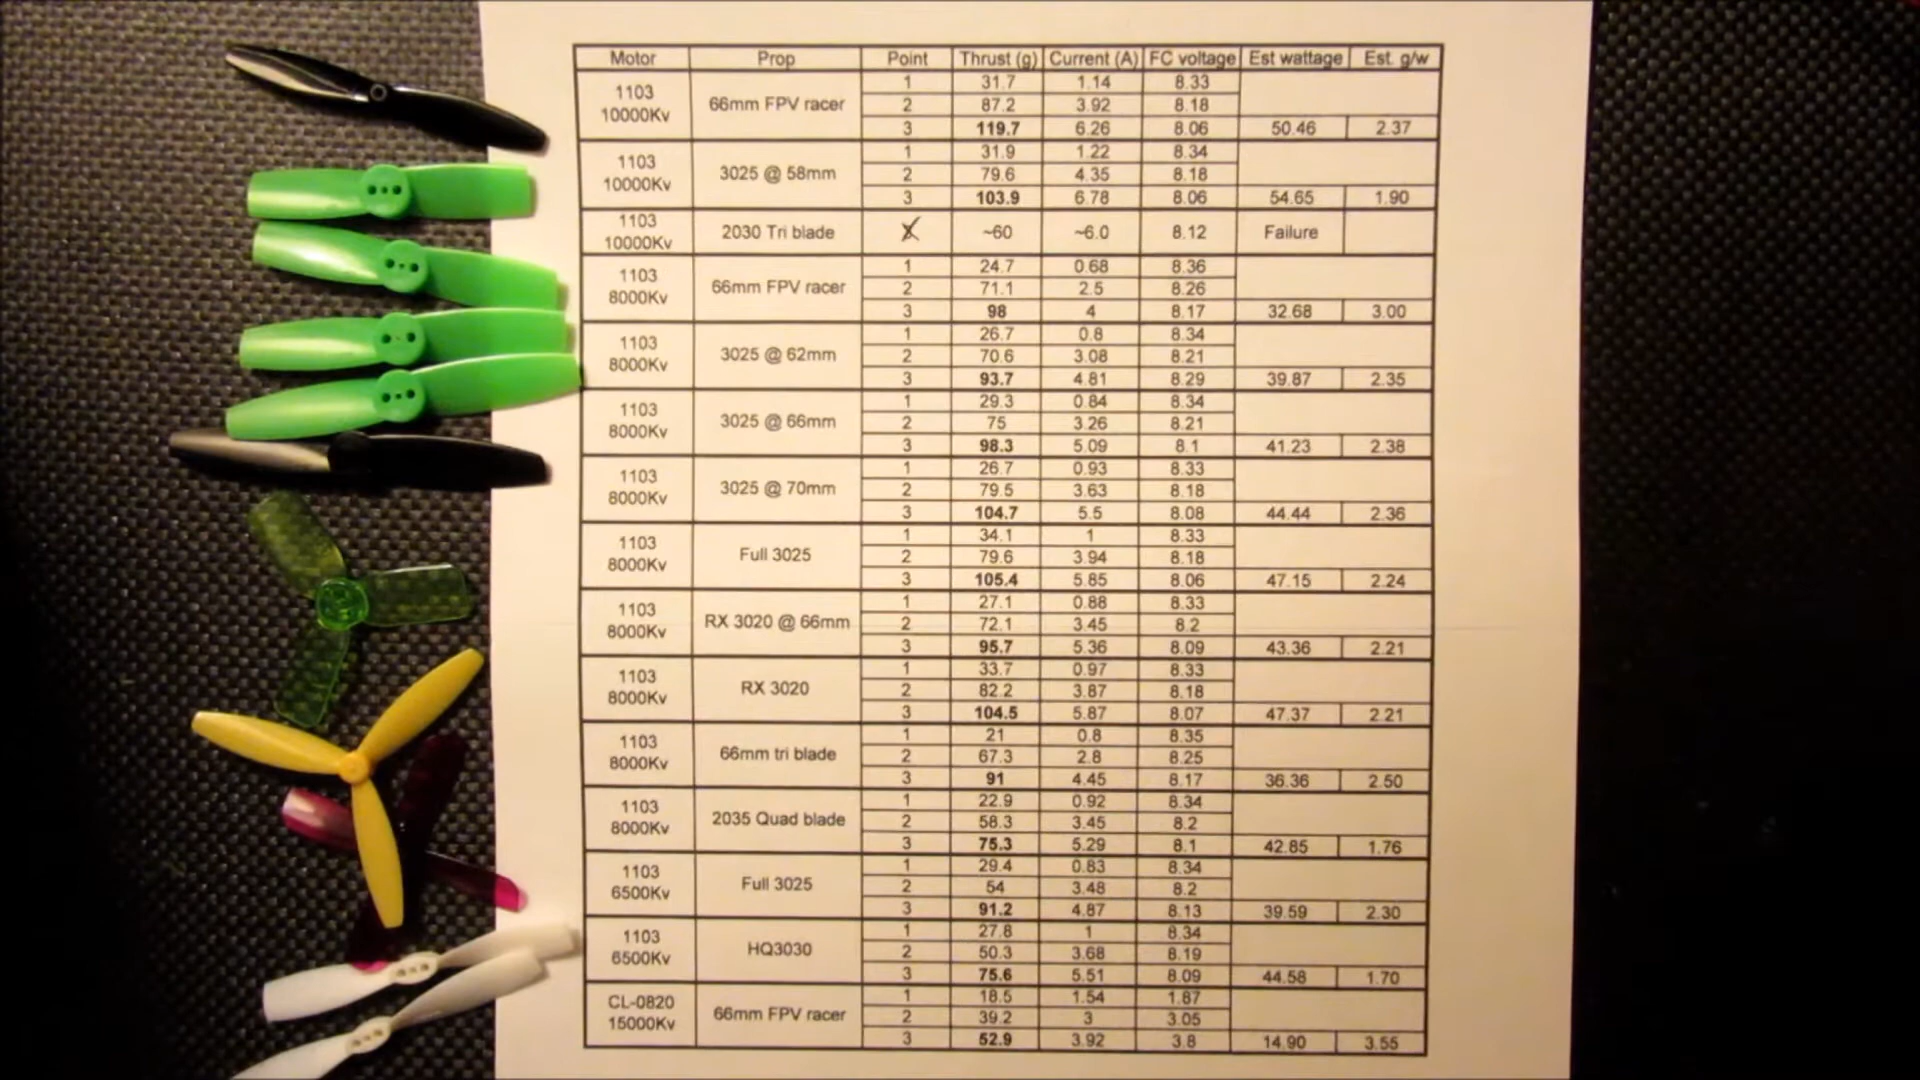 Motor Prop Point Thrust (g) Current (A) FC voltage Est wattage Est. g/w
1103 10000Kv 66mm FPV racer 1 31.7 1.14 8.33
2 87.2 3.92 8.18
3 119.7 6.26 8.06 50.46 2.37
1103 10000Kv 3025 @ 58mm 1 31.9 1.22 8.34
2 79.6 4.35 8.18
3 103.9 6.78 8.06 54.65 1.90
1103 10000Kv 2030 Tri blade X ~60 ~6.0 8.12 Failure
1103 8000Kv 66mm FPV racer 1 24.7 0.68 8.36
2 71.1 2.5 8.26
3 98 4 8.17 32.68 3.00
1103 8000Kv 3025 @ 62mm 1 26.7 0.8 8.34
2 70.6 3.08 8.21
3 93.7 4.81 8.29 39.87 2.35
1103 8000Kv 3025 @ 66mm 1 29.3 0.84 8.34
2 75 3.26 8.21
3 98.3 5.09 8.1 41.23 2.38
1103 8000Kv 3025 @ 70mm 1 26.7 0.93 8.33
2 79.5 3.63 8.18
3 104.7 5.5 8.08 44.44 2.36
1103 8000Kv Full 3025 1 34.1 1 8.33
2 79.6 3.94 8.18
3 105.4 5.85 8.06 47.15 2.24
1103 8000Kv RX 3020 @ 66mm 1 27.1 0.88 8.33
2 72.1 3.45 8.2
3 95.7 5.36 8.09 43.36 2.21
1103 8000Kv RX 3020 1 33.7 0.97 8.33
2 82.2 3.87 8.18
3 104.5 5.87 8.07 47.37 2.21
1103 8000Kv 66mm tri blade 1 21 0.8 8.35
2 67.3 2.8 8.25
3 91 4.45 8.17 36.36 2.50
1103 8000Kv 2035 Quad blade 1 22.9 0.92 8.34
2 58.3 3.45 8.2
3 75.3 5.29 8.1 42.85 1.76
1103 6500Kv Full 3025 1 29.4 0.83 8.34
2 54 3.48 8.2
3 91.2 4.87 8.13 39.59 2.30
1103 6500Kv HQ3030 1 27.8 1 8.34
2 50.3 3.68 8.19
3 75.6 5.51 8.09 44.58 1.70
CL-0820 15000Kv 66mm FPV racer 1 18.5 1.54 1.87
2 39.2 3 3.05
3 52.9 3.92 3.8 14.90 3.55